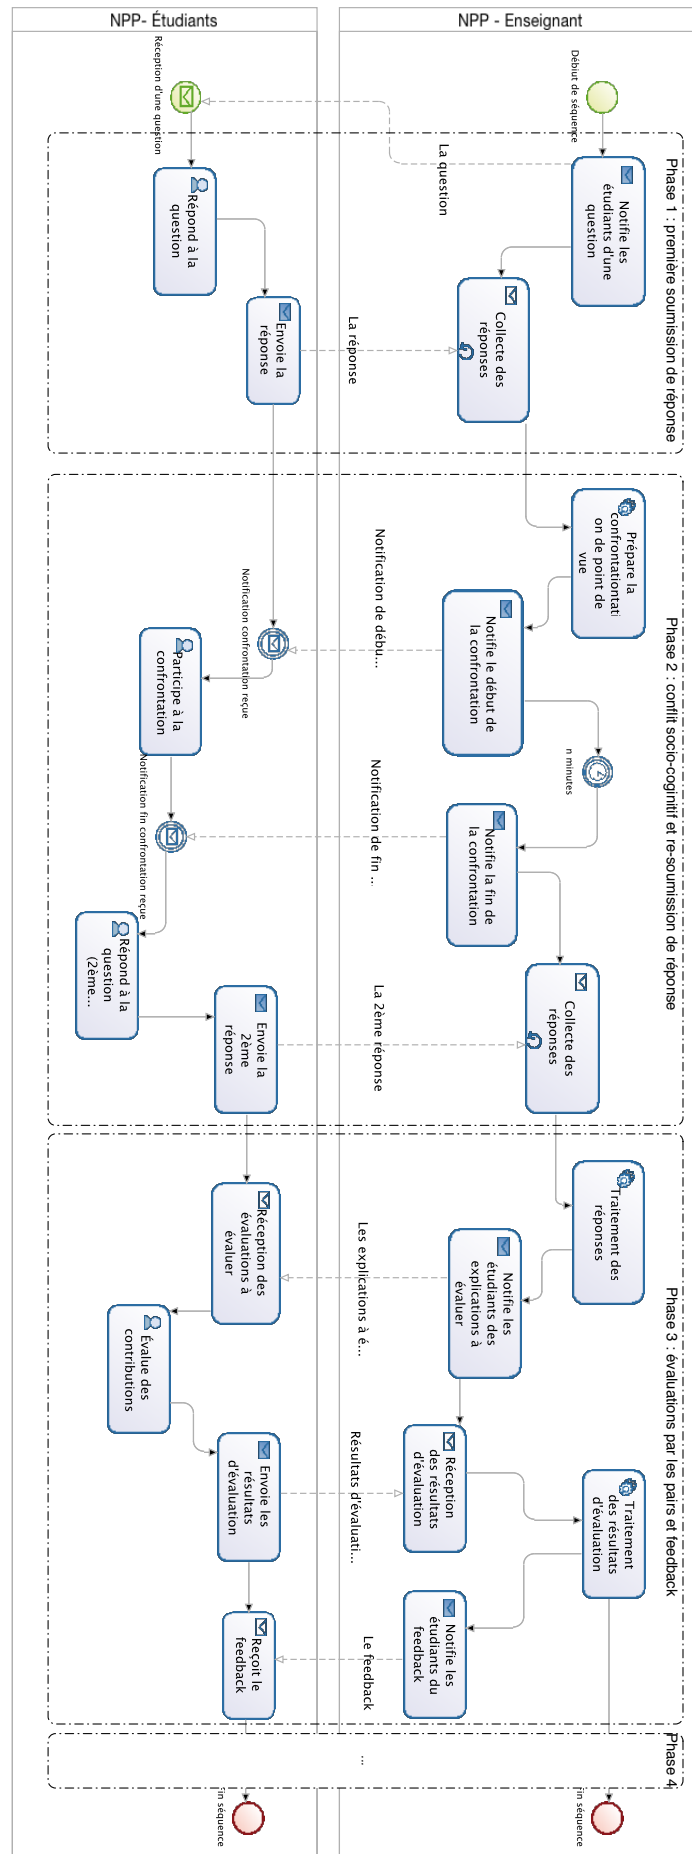 NPP- Étudiants
NPP - Enseignant
Réception d'une question
Début de séquence
Phase 1 : première soumission de réponse
La question
Notifie les
étudiants d'une
question
Répond à la
question
Collecte des
réponses
Envoie la
réponse
La réponse
Phase 2 : conflit socio-coginitif et re-soumission de réponse
Prépare la
confrontationtati
on de point de
vue
Notification de débu...
Notifie le début de
la confrontation
Notification confrontation reçue
Participe à la
confrontation
n minutes
Notification de fin ...
Notifie la fin de
la confrontation
Notification fin confrontation reçue
Répond à la
question
(2ème...
Envoie la
2ème
réponse
La 2ème réponse
Collecte des
réponses
Phase 3 : évaluations par les pairs et feedback
Traitement des
réponses
Notifie les
étudiants des
explications à
évaluer
Les explications à é...
Réception des
évaluations à
évaluer
Évalue des
contributions
Envoie les
résultats
d'évaluation
Résultats d'évaluati...
Réception
des résultats
d'évaluation
Traitement
des résultats
d'évaluation
Notifie les
étudiants du
feedback
Le feedback
Reçoit le
feedback
Phase 4
...
in séquence
in séquence